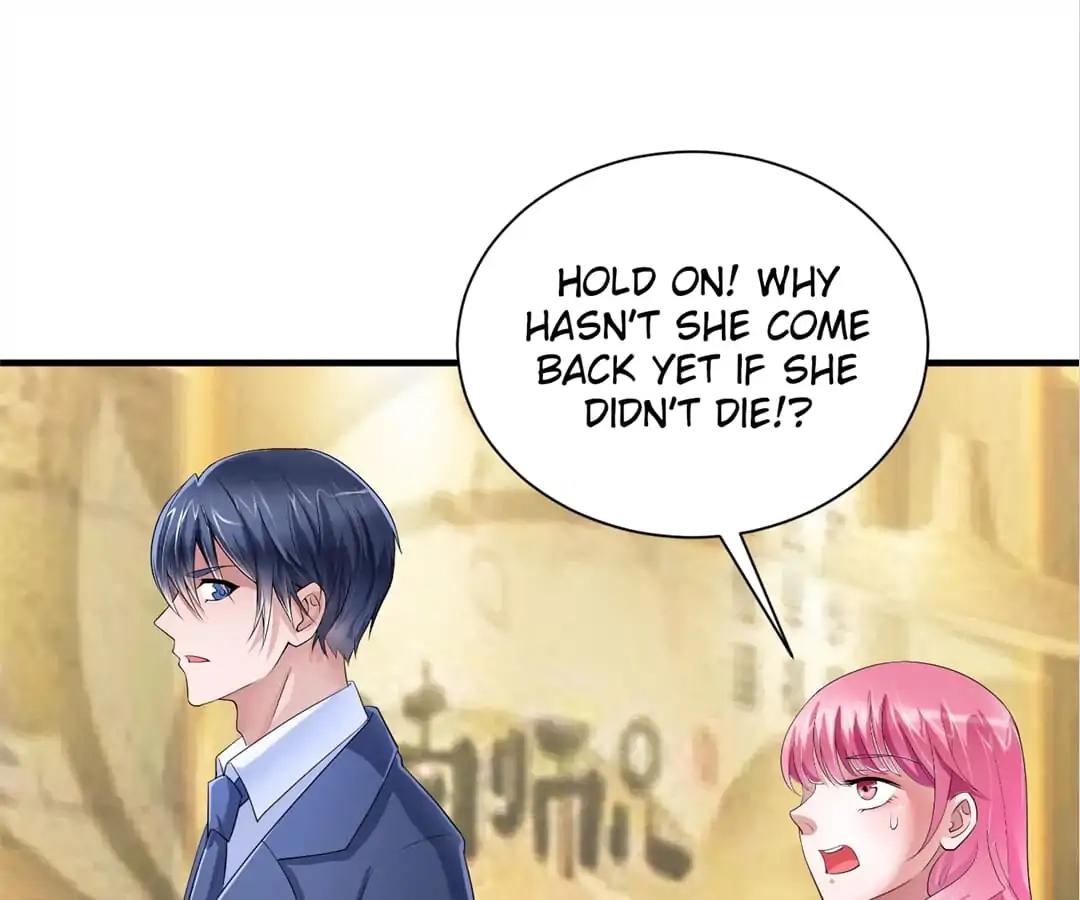 HOLD ON! WHY
HASN'T SHE COME
BACK YET IF SHE
DIDN'T DIE!?